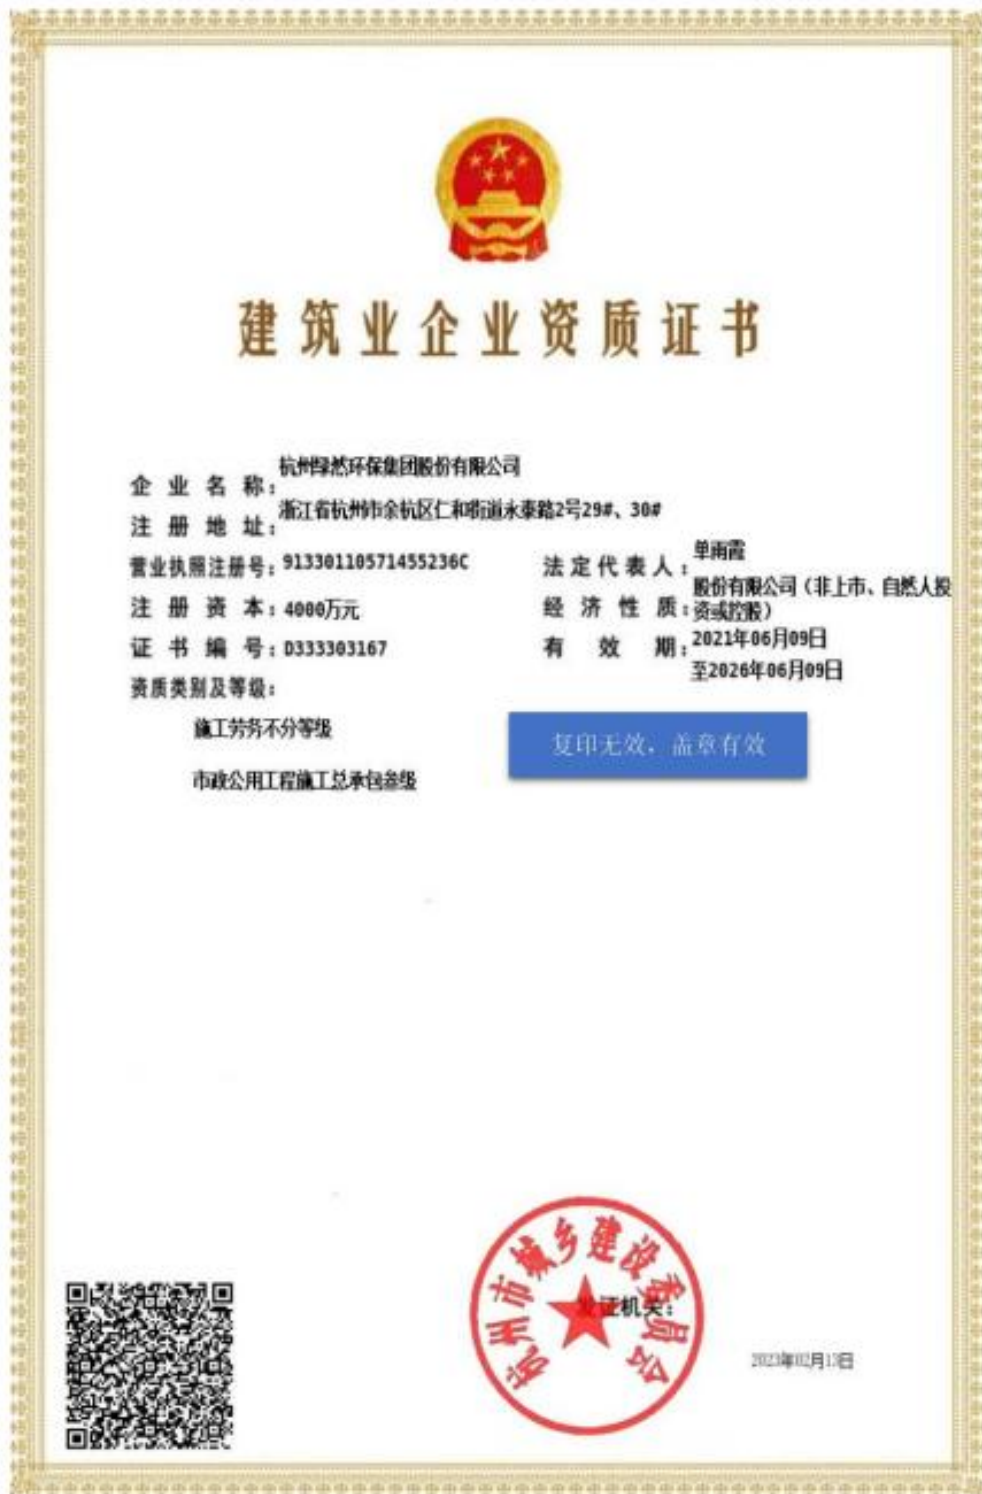 建筑业企业资质证书
企业名称：杭州绿然环保集团股份有限公司
注册地址：浙江省杭州市余杭区仁和街道永泰路2号29#、30#
营业执照注册号：91330110571455236C
法定代表人：单雨霞
注册资本：4000万元
经济性质：股份有限公司（非上市、自然人投
资或控股）
证书编号：D333303167
有效期：2021年06月09日
至2026年06月09日
资质类别及等级：
施工劳务不分等级
市政公用工程施工总承包叁级
复印无效，盖章有效
杭州市城乡建设委员会
发证机关：
2023年02月13日